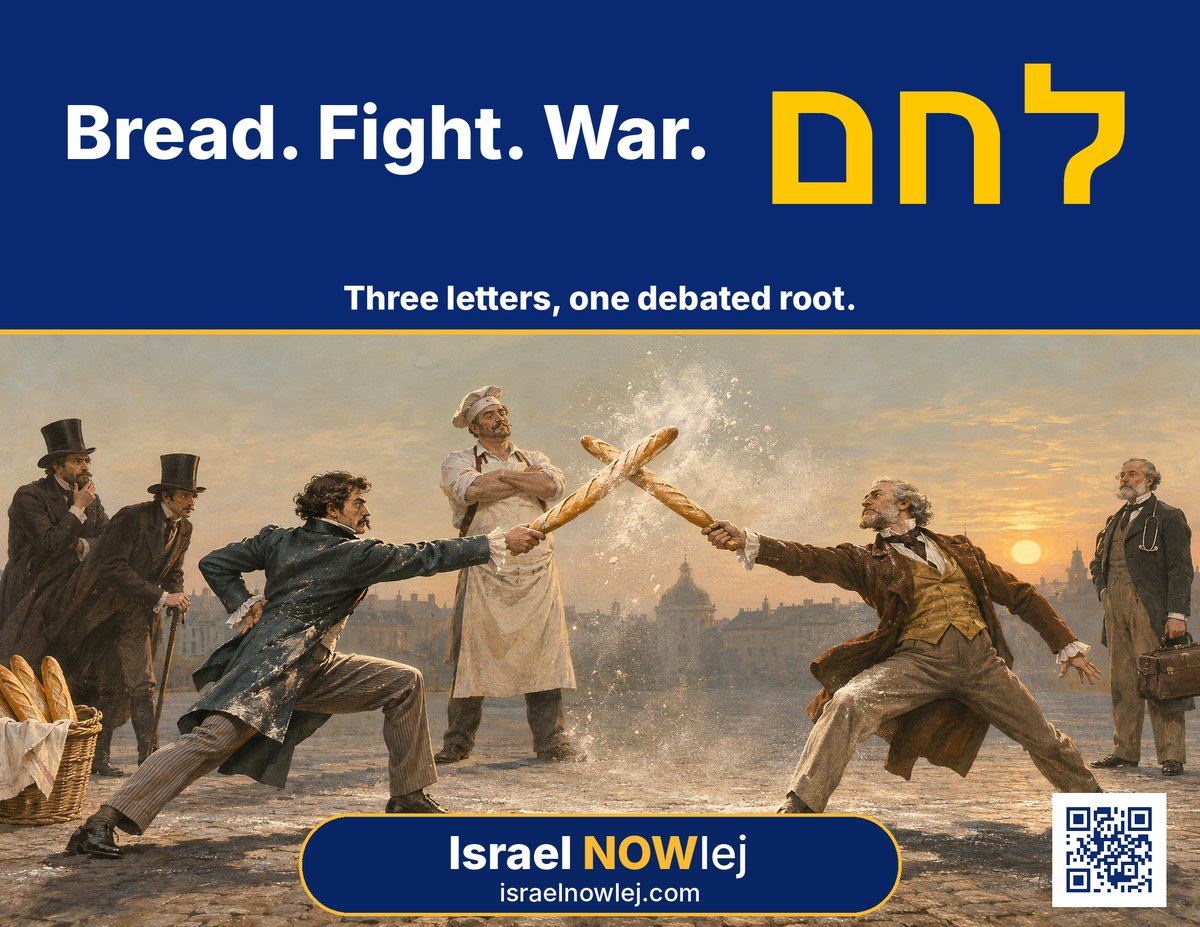 Bread. Fight. War.
לחם
Three letters, one debated root.
Israel NOWlej
israelnowlej.com